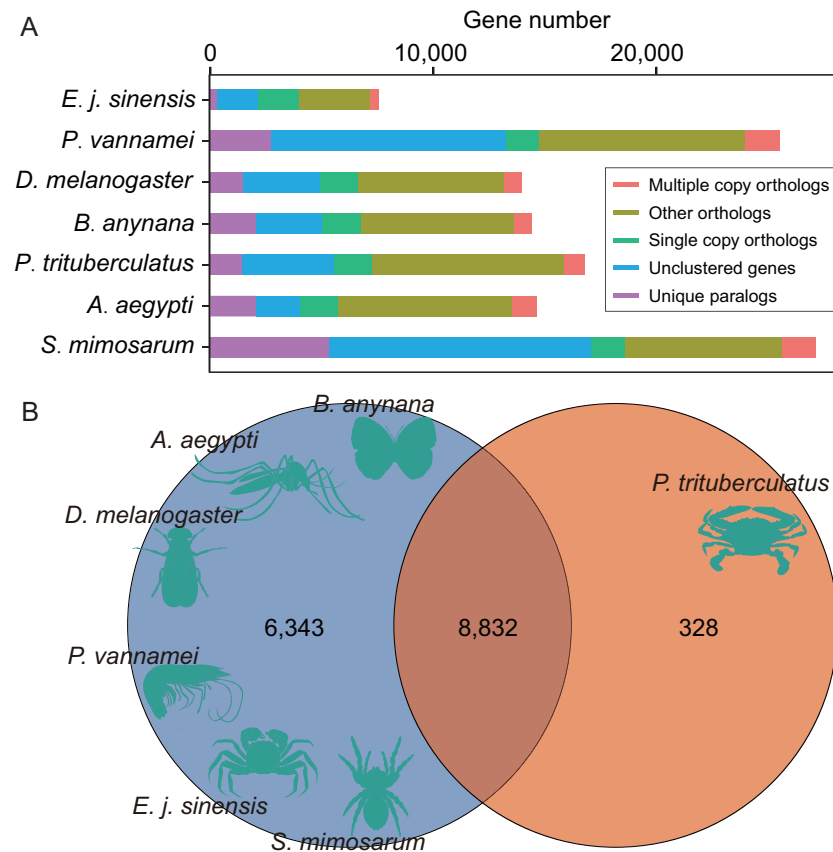 A
Gene number
0 10,000 20,000
E. j. sinensis
P. vannamei
D. melanogaster
B. anynana
P. trituberculatus
A. aegypti
S. mimosarum
Multiple copy orthologs
Other orthologs
Single copy orthologs
Unclustered genes
Unique paralogs
B
B. anynana
A. aegypti
D. melanogaster
P. vannamei
E. j. sinensis
S. mimosarum
P. trituberculatus
6,343 8,832 328